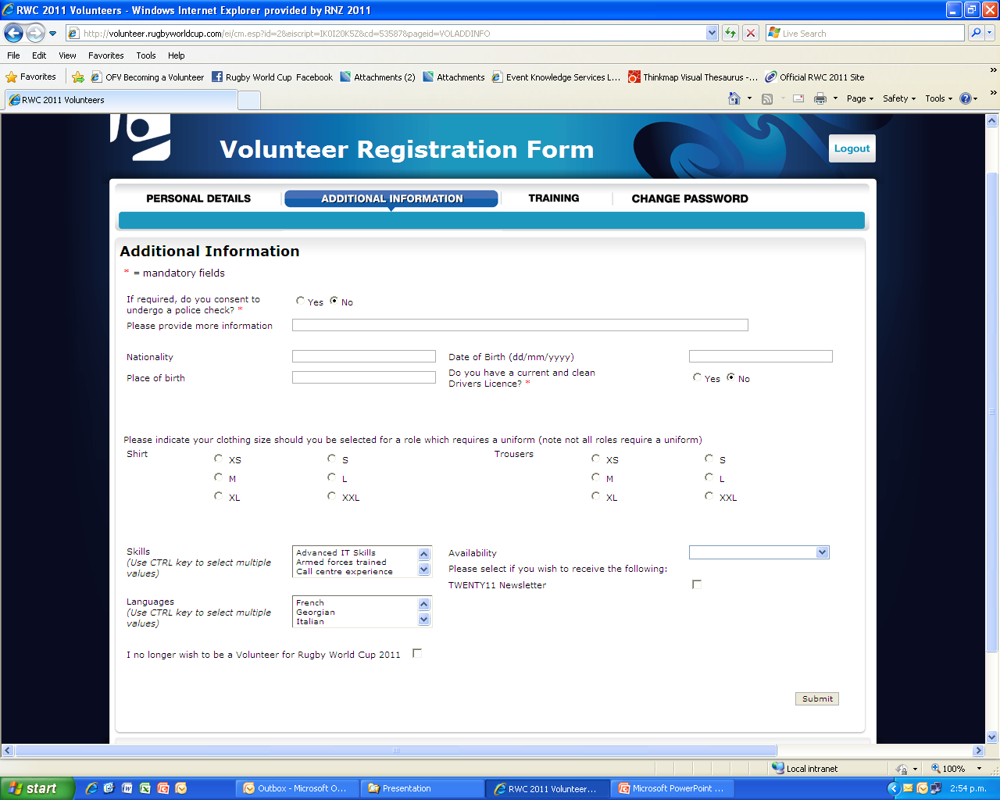 RWC 2011 Volunteers - Windows Internet Explorer provided by RNZ 2011
http://volunteer.rugbyworldcup.com/ei/cm.esp?id=2&eiscript=IK0I20K5Z&cd=53587&pageid=VOLADDINFO
Live Search
File Edit View Favorites Tools Help
Favorites OFV Becoming a Volunteer Rugby World Cup Facebook Attachments (2) Attachments Event Knowledge Services L... Thinkmap Visual Thesaurus -... Official RWC 2011 Site
RWC 2011 Volunteers
Page Safety Tools
Volunteer Registration Form
Logout
PERSONAL DETAILS ADDITIONAL INFORMATION TRAINING CHANGE PASSWORD
Additional Information
* = mandatory fields
If required, do you consent to
undergo a police check? *
Yes No
Please provide more information
Nationality
Date of Birth (dd/mm/yyyy)
Place of birth
Do you have a current and clean
Drivers Licence? *
Yes No
Please indicate your clothing size should you be selected for a role which requires a uniform (note not all roles require a uniform)
Shirt
XS S
M L
XL XXL
Trousers
XS S
M L
XL XXL
Skills
(Use CTRL key to select multiple
values)
Advanced IT Skills
Armed forces trained
Call centre experience
Availability
Please select if you wish to receive the following:
TWENTY11 Newsletter
Languages
(Use CTRL key to select multiple
values)
French
Georgian
Italian
I no longer wish to be a Volunteer for Rugby World Cup 2011
Submit
Local intranet
100%
start
Outbox - Microsoft O...
Presentation
RWC 2011 Volunteer...
Microsoft PowerPoint ...
2:54 p.m.